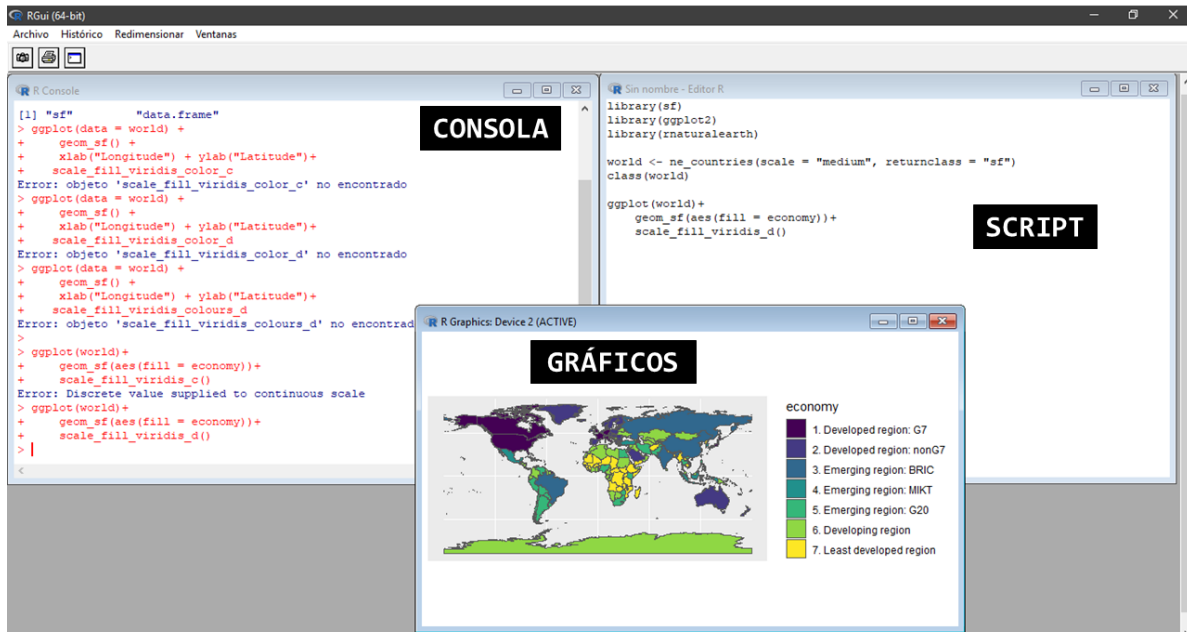 RGui (64-bit)
Archivo Histórico Redimensionar Ventanas
R Console
CONSOLA
[1] "sf"         "data.frame"
> ggplot(data = world) +
+     geom_sf() +
+     xlab("Longitude") + ylab("Latitude")+
+    scale_fill_viridis_color_c
Error: objeto 'scale_fill_viridis_color_c' no encontrado
> ggplot(data = world) +
+     geom_sf() +
+     xlab("Longitude") + ylab("Latitude")+
+    scale_fill_viridis_color_d
Error: objeto 'scale_fill_viridis_color_d' no encontrado
> ggplot(data = world) +
+     geom_sf() +
+     xlab("Longitude") + ylab("Latitude")+
+    scale_fill_viridis_colours_d
Error: objeto 'scale_fill_viridis_colours_d' no encontrad
>
> ggplot(world)+
+     geom_sf(aes(fill = economy))+
+     scale_fill_viridis_c()
Error: Discrete value supplied to continuous scale
> ggplot(world)+
+     geom_sf(aes(fill = economy))+
+     scale_fill_viridis_d()
>
Sin nombre - Editor R
library(sf)
library(ggplot2)
library(rnaturalearth)
world <- ne_countries(scale = "medium", returnclass = "sf")
class(world)
ggplot(world)+
    geom_sf(aes(fill = economy))+
    scale_fill_viridis_d()
SCRIPT
R Graphics: Device 2 (ACTIVE)
GRÁFICOS
economy
1. Developed region: G7
2. Developed region: nonG7
3. Emerging region: BRIC
4. Emerging region: MIKT
5. Emerging region: G20
6. Developing region
7. Least developed region